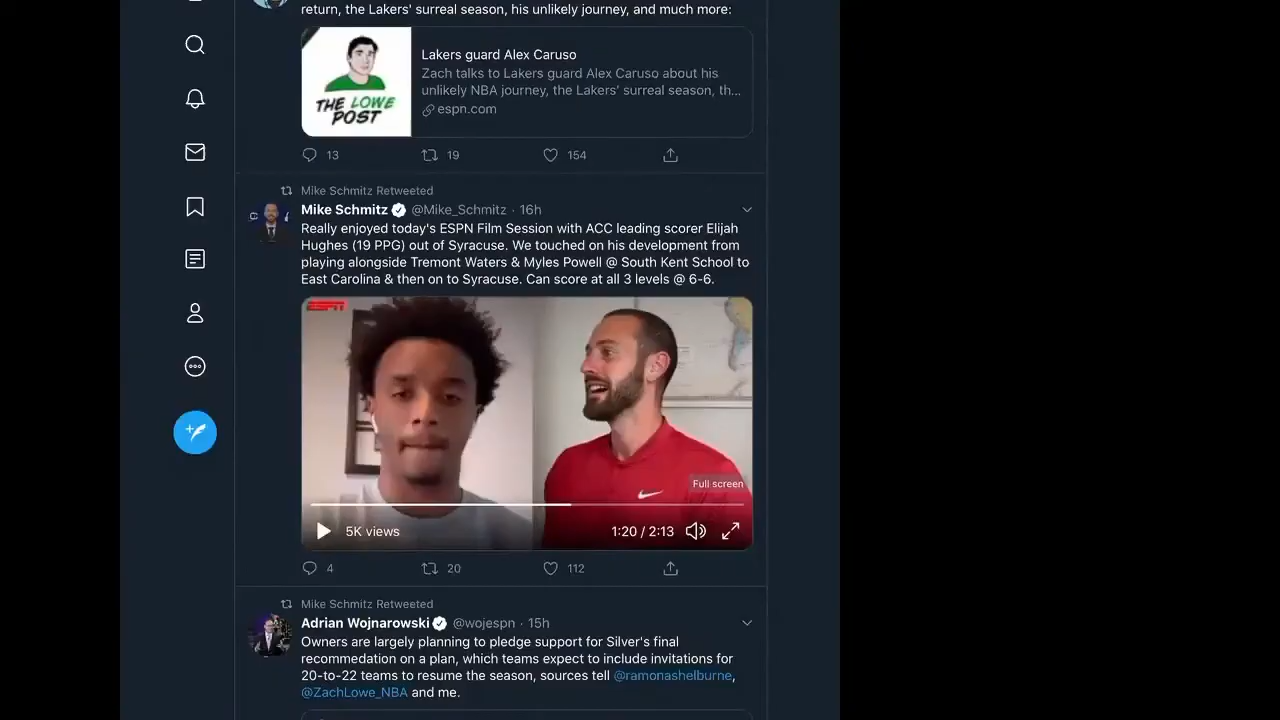 return, the Lakers' surreal season, his unlikely journey, and much more:
THE LOWE
POST
Lakers guard Alex Caruso
Zach talks to Lakers guard Alex Caruso about his
unlikely NBA journey, the Lakers' surreal season, th...
espn.com
13 19 154
Mike Schmitz Retweeted
Mike Schmitz @Mike_Schmitz · 16h
Really enjoyed today's ESPN Film Session with ACC leading scorer Elijah
Hughes (19 PPG) out of Syracuse. We touched on his development from
playing alongside Tremont Waters & Myles Powell @ South Kent School to
East Carolina & then on to Syracuse. Can score at all 3 levels @ 6-6.
ESPN
Full screen
5K views 1:20 / 2:13
4 20 112
Mike Schmitz Retweeted
Adrian Wojnarowski @wojespn · 15h
Owners are largely planning to pledge support for Silver's final
recommedation on a plan, which teams expect to include invitations for
20-to-22 teams to resume the season, sources tell @ramonashelburne,
@ZachLowe_NBA and me.